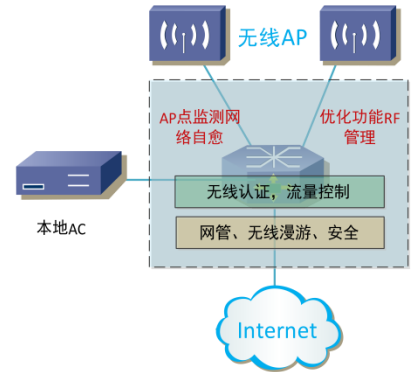 无线AP
AP点监测网
络自愈
优化功能RF
管理
无线认证，流量控制
本地AC
网管、无线漫游、安全
Internet